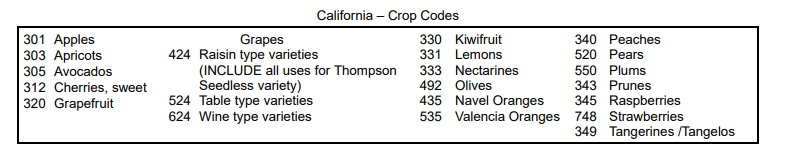 California – Crop Codes
301 Apples
303 Apricots
305 Avocados
312 Cherries, sweet
320 Grapefruit
Grapes
424 Raisin type varieties
(INCLUDE all uses for Thompson
Seedless variety)
524 Table type varieties
624 Wine type varieties
330 Kiwifruit
331 Lemons
333 Nectarines
492 Olives
435 Navel Oranges
535 Valencia Oranges
340 Peaches
520 Pears
550 Plums
343 Prunes
345 Raspberries
748 Strawberries
349 Tangerines /Tangelos